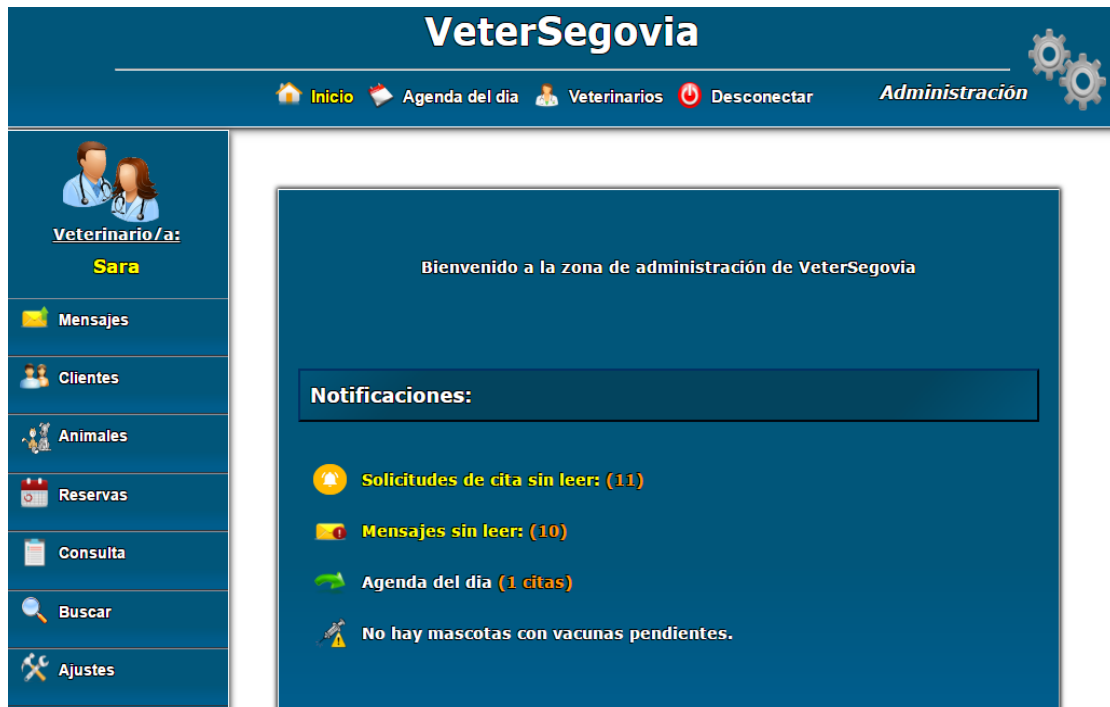 VeterSegovia
Inicio Agenda del dia Veterinarios Desconectar Administración
Veterinario/a:
Sara
Mensajes
Clientes
Animales
Reservas
Consulta
Buscar
Ajustes
Bienvenido a la zona de administración de VeterSegovia
Notificaciones:
Solicitudes de cita sin leer: (11)
Mensajes sin leer: (10)
Agenda del dia (1 citas)
No hay mascotas con vacunas pendientes.